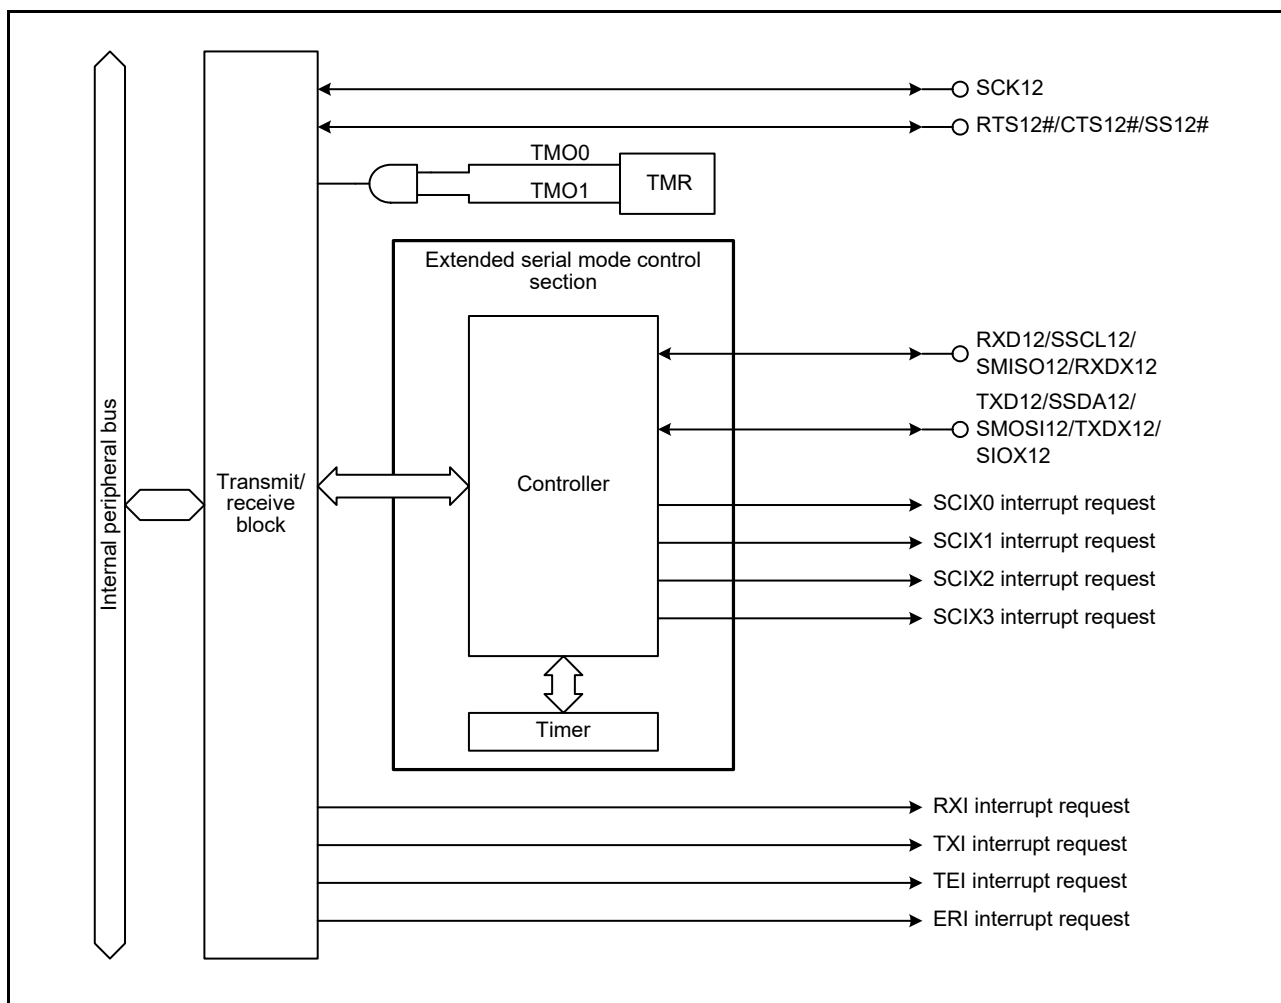 SCK12
RTS12#/CTS12#/SS12#
TMO0
TMO1
TMR
Extended serial mode control
section
RXD12/SSCL12/
SMISO12/RXDX12
TXD12/SSDA12/
SMOSI12/TXDX12/
SIOX12
Internal peripheral bus
Transmit/
receive
block
Controller
SCIX0 interrupt request
SCIX1 interrupt request
SCIX2 interrupt request
SCIX3 interrupt request
Timer
RXI interrupt request
TXI interrupt request
TEI interrupt request
ERI interrupt request